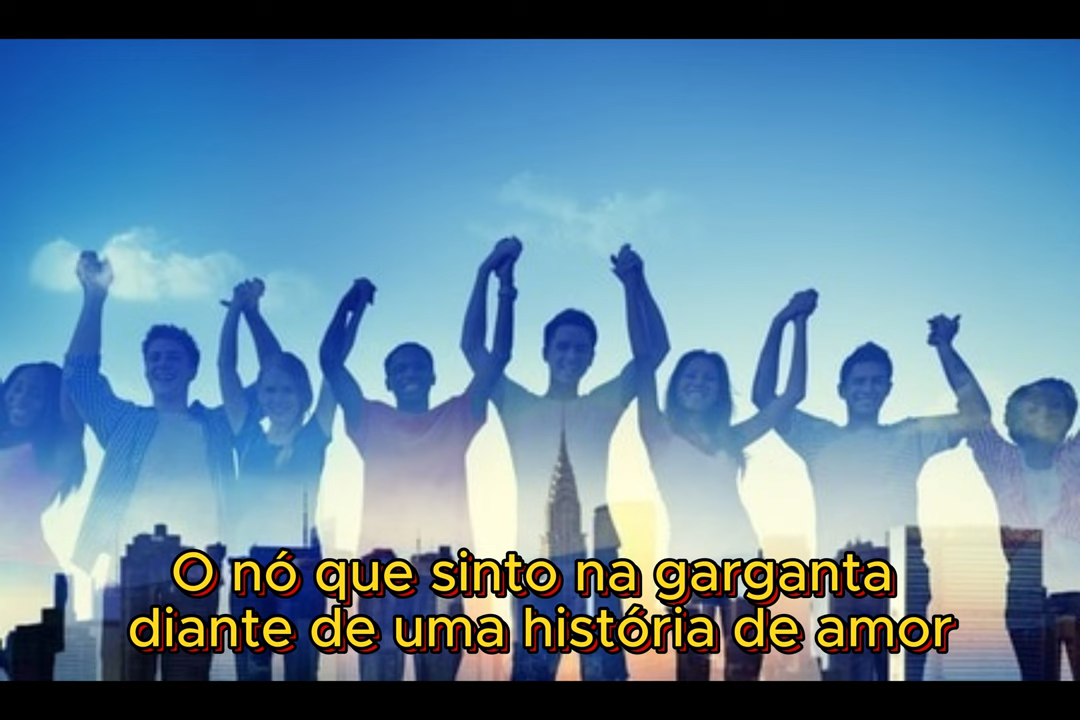 O nó que sinto na garganta
diante de uma história de amor